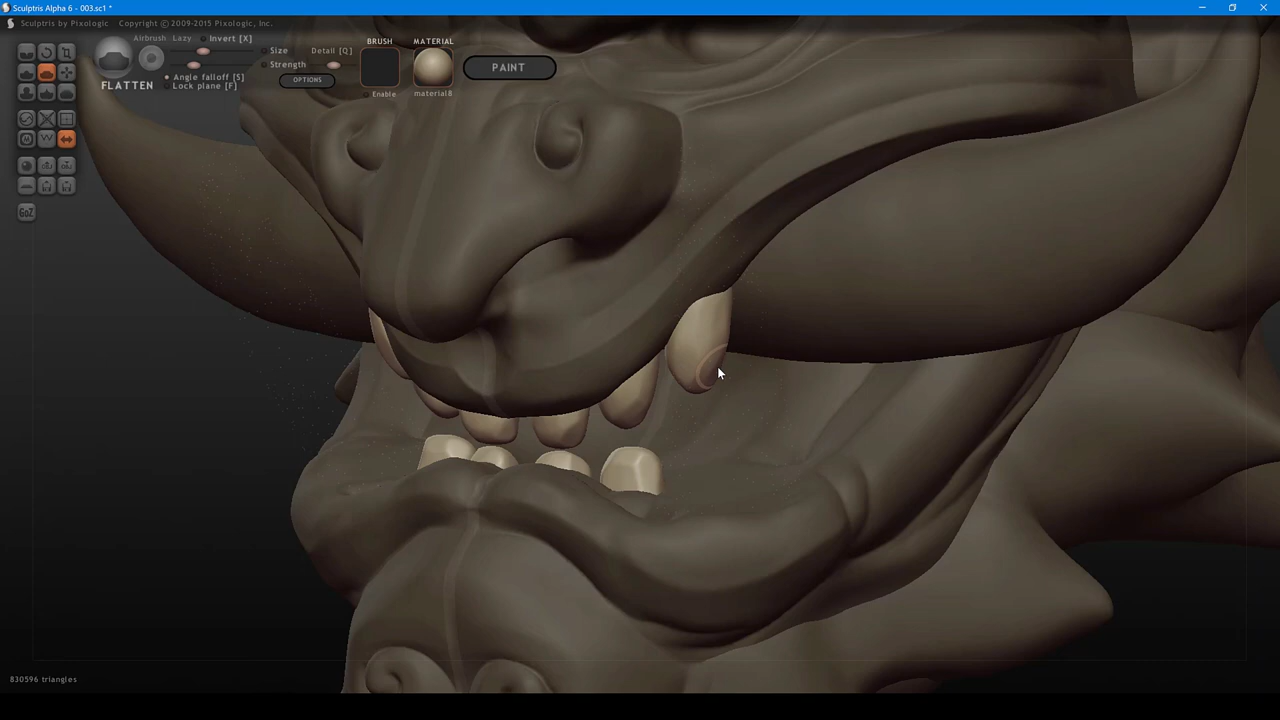 Sculptris Alpha 6 - 003.sc1 *
Sculptris by Pixologic Copyright © 2009-2015 Pixologic, Inc.
Airbrush Lazy Invert [X]
Size
Detail [Q]
Strength
Angle falloff [S]
OPTIONS
FLATTEN
Lock plane [F]
BRUSH
MATERIAL
PAINT
Enable
material8
GoZ
830596 triangles